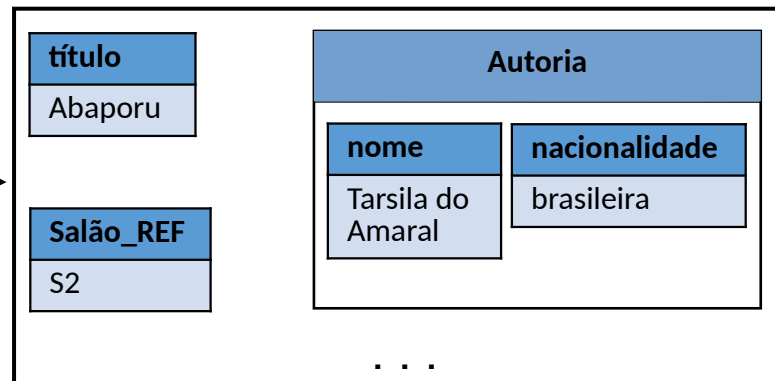 título
Abaporu
Salão_REF
S2
Autoria
nome
Tarsila do
Amaral
nacionalidade
brasileira
. . .